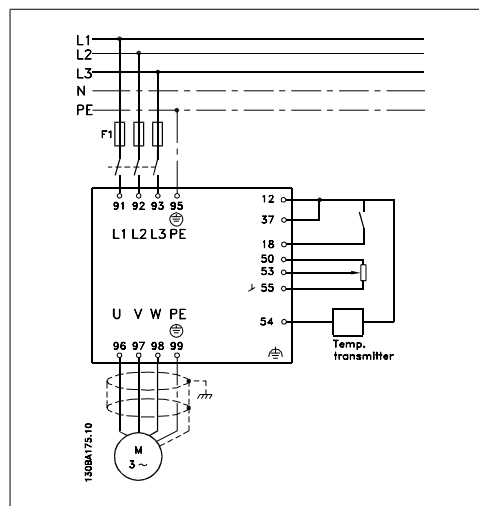 L1
L2
L3
N
PE
F1
91 92 93 95
L1 L2 L3 PE
12
37
18
50
53
55
54
U V W PE
96 97 98 99
Temp.
transmitter
M
3 ~
130BA175.10